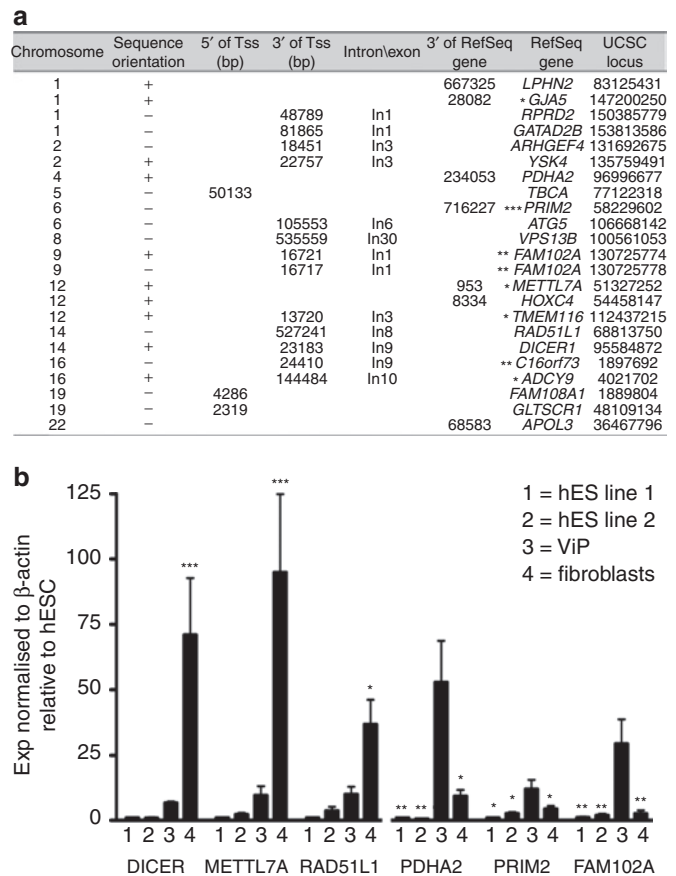 a
Chromosome Sequence orientation 5′ of Tss (bp) 3′ of Tss (bp) Intron\exon 3′ of RefSeq gene RefSeq gene UCSC locus
1 + 667325 LPHN2 83125431
1 + 28082 *GJA5 147200250
1 − 48789 In1 RPRD2 150385779
1 − 81865 In1 GATAD2B 153813586
2 − 18451 In3 ARHGEF4 131692675
2 + 22757 In3 YSK4 135759491
4 + 234053 PDHA2 96996677
5 − 50133 TBCA 77122318
6 − 716227 ***PRIM2 58229602
6 − 105553 In6 ATG5 106668142
8 − 535559 In30 VPS13B 100561053
9 + 16721 In1 ** FAM102A 130725774
9 − 16717 In1 ** FAM102A 130725778
12 + 953 *METTL7A 51327252
12 + 8334 HOXC4 54458147
12 + 13720 In3 *TMEM116 112437215
14 − 527241 In8 RAD51L1 68813750
14 + 23183 In9 DICER1 95584872
16 − 24410 In9 **C16orf73 1897692
16 + 144484 In10 *ADCY9 4021702
19 − 4286 FAM108A1 1889804
19 − 2319 GLTSCR1 48109134
22 − 68583 APOL3 36467796
b
Exp normalised to β-actin
relative to hESC
125
100
75
50
25
0
1 = hES line 1
2 = hES line 2
3 = ViP
4 = fibroblasts
***
***
*
** ** *
* * *
** ** **
1 2 3 4 1 2 3 4 1 2 3 4 1 2 3 4 1 2 3 4 1 2 3 4
DICER METTL7A RAD51L1 PDHA2 PRIM2 FAM102A